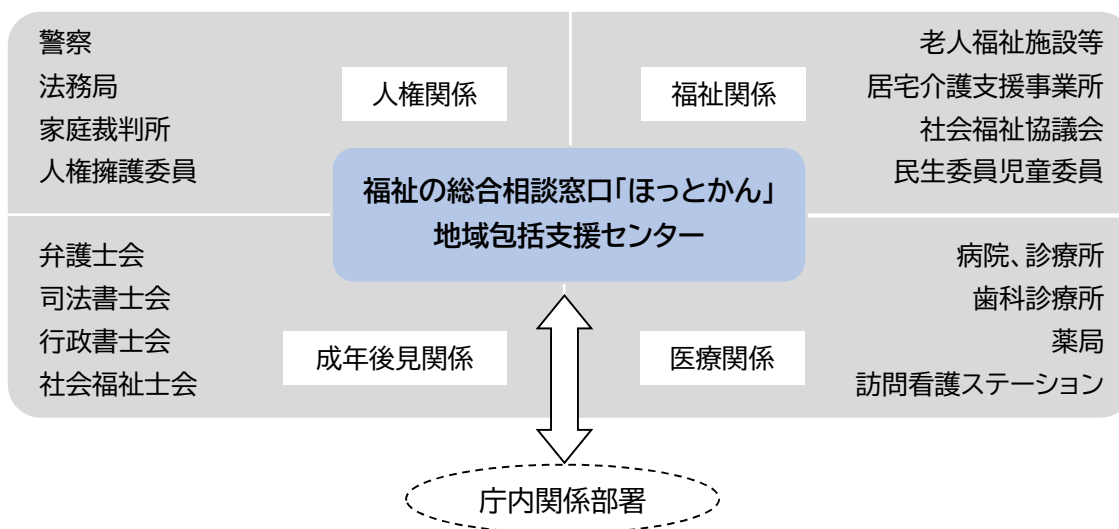 警察
法務局
家庭裁判所
人権擁護委員
人権関係
福祉関係
老人福祉施設等
居宅介護支援事業所
社会福祉協議会
民生委員児童委員
福祉の総合相談窓口「ほっとかん」
地域包括支援センター
弁護士会
司法書士会
行政書士会
社会福祉士会
成年後見関係
医療関係
病院、診療所
歯科診療所
薬局
訪問看護ステーション
庁内関係部署